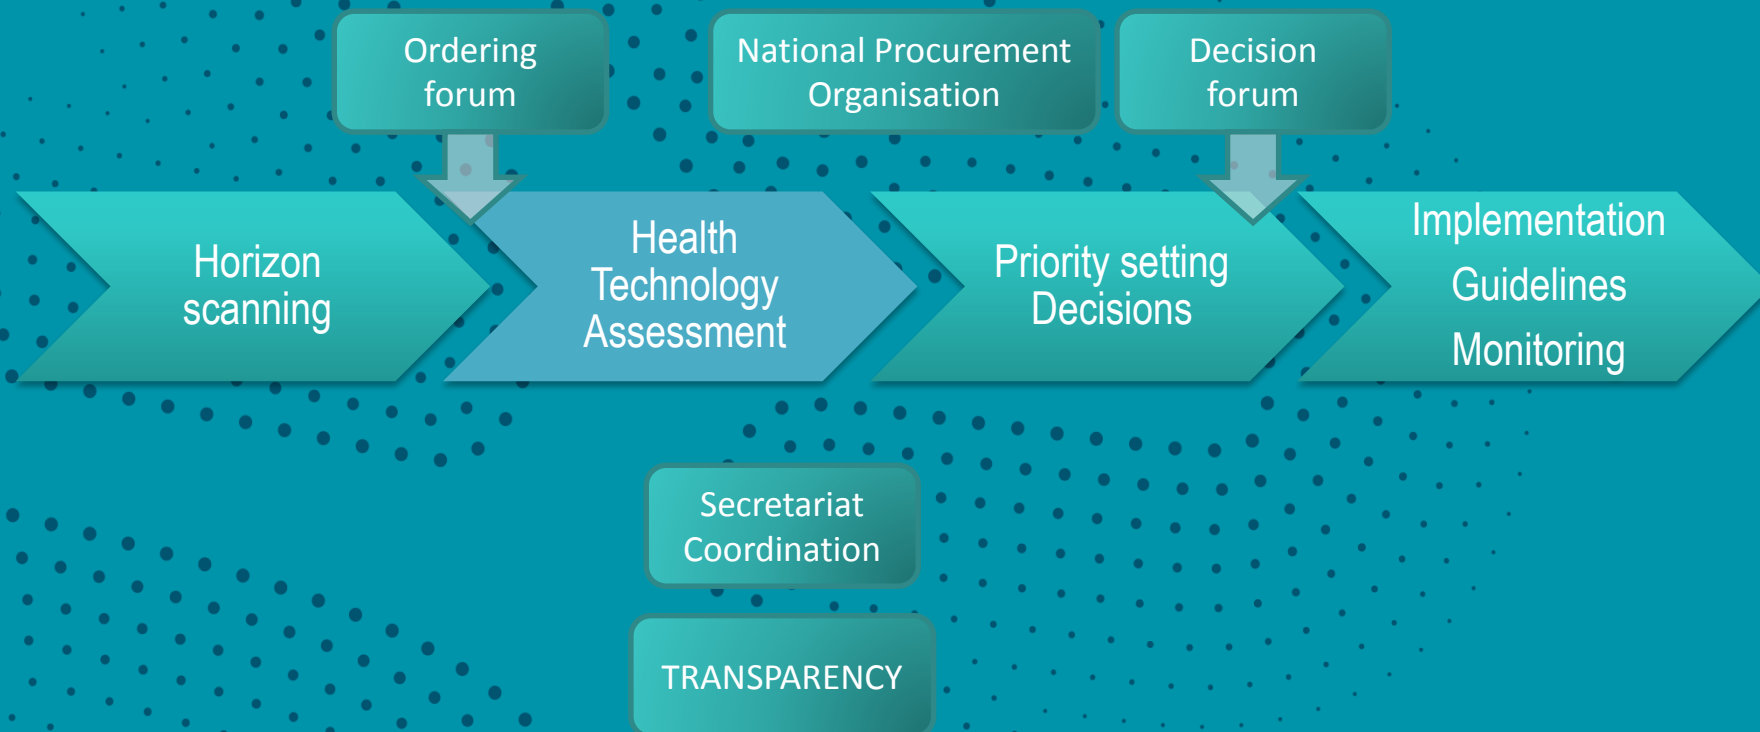 Ordering
forum
National Procurement
Organisation
Decision
forum
Horizon
scanning
Health
Technology
Assessment
Priority setting
Decisions
Implementation
Guidelines
Monitoring
Secretariat
Coordination
TRANSPARENCY